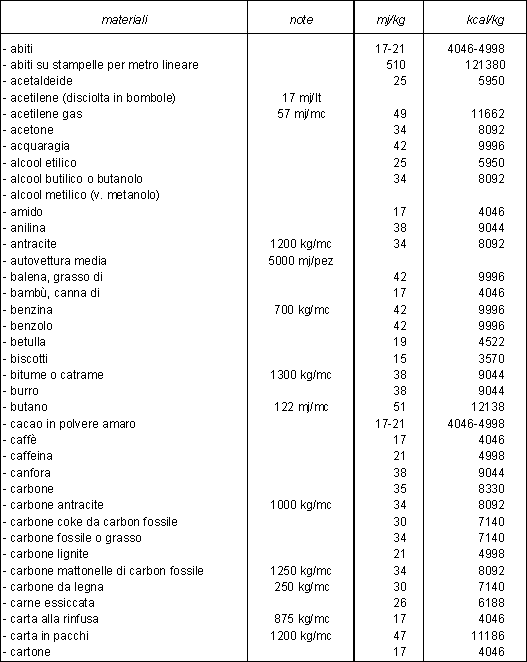 materiali note mj/kg kcal/kg
- abiti 17-21 4046-4998
- abiti su stampelle per metro lineare 510 121380
- acetaldeide 25 5950
- acetilene (disciolta in bombole) 17 mj/lt
- acetilene gas 57 mj/mc 49 11662
- acetone 34 8092
- acquaragia 42 9996
- alcool etilico 25 5950
- alcool butilico o butanolo 34 8092
- alcool metilico (v. metanolo)
- amido 17 4046
- anilina 38 9044
- antracite 1200 kg/mc 34 8092
- autovettura media 5000 mj/pez
- balena, grasso di 42 9996
- bambù, canna di 17 4046
- benzina 700 kg/mc 42 9996
- benzolo 42 9996
- betulla 19 4522
- biscotti 15 3570
- bitume o catrame 1300 kg/mc 38 9044
- burro 38 9044
- butano 122 mj/mc 51 12138
- cacao in polvere amaro 17-21 4046-4998
- caffè 17 4046
- caffeina 21 4998
- canfora 38 9044
- carbone 35 8330
- carbone antracite 1000 kg/mc 34 8092
- carbone coke da carbon fossile 30 7140
- carbone fossile o grasso 34 7140
- carbone lignite 21 4998
- carbone mattonelle di carbon fossile 1250 kg/mc 34 8092
- carbone da legna 250 kg/mc 30 7140
- carne essiccata 26 6188
- carta alla rinfusa 875 kg/mc 17 4046
- carta in pacchi 1200 kg/mc 47 11186
- cartone 17 4046